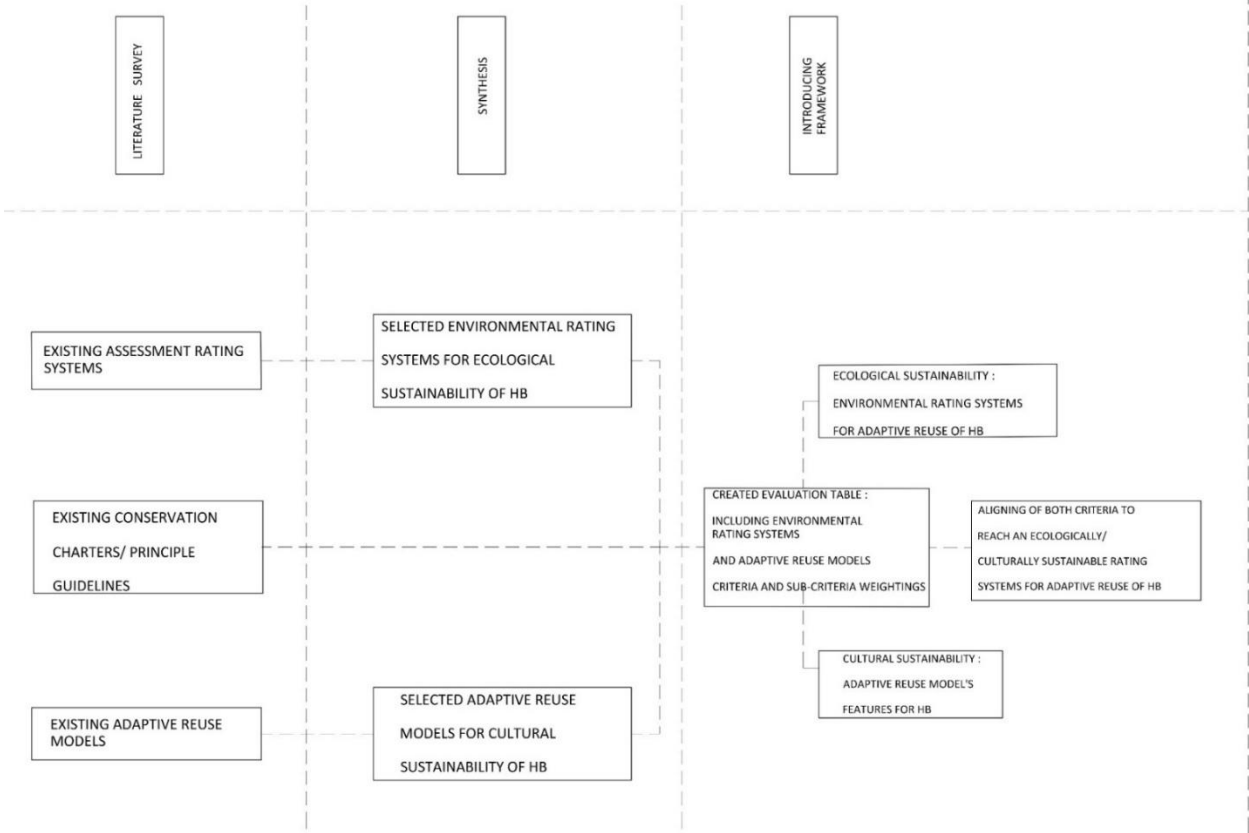 LITERATURE SURVEY
SYNTHESIS
INTRODUCING
FRAMEWORK
EXISTING ASSESSMENT RATING
SYSTEMS
SELECTED ENVIRONMENTAL RATING
SYSTEMS FOR ECOLOGICAL
SUSTAINABILITY OF HB
ECOLOGICAL SUSTAINABILITY :
ENVIRONMENTAL RATING SYSTEMS
FOR ADAPTIVE REUSE OF HB
EXISTING CONSERVATION
CHARTERS/ PRINCIPLE
GUIDELINES
CREATED EVALUATION TABLE :
INCLUDING ENVIRONMENTAL
RATING SYSTEMS
AND ADAPTIVE REUSE MODELS
CRITERIA AND SUB-CRITERIA WEIGHTINGS
ALIGNING OF BOTH CRITERIA TO
REACH AN ECOLOGICALLY/
CULTURALLY SUSTAINABLE RATING
SYSTEMS FOR ADAPTIVE REUSE OF HB
CULTURAL SUSTAINABILITY :
ADAPTIVE REUSE MODEL'S
FEATURES FOR HB
EXISTING ADAPTIVE REUSE
MODELS
SELECTED ADAPTIVE REUSE
MODELS FOR CULTURAL
SUSTAINABILITY OF HB